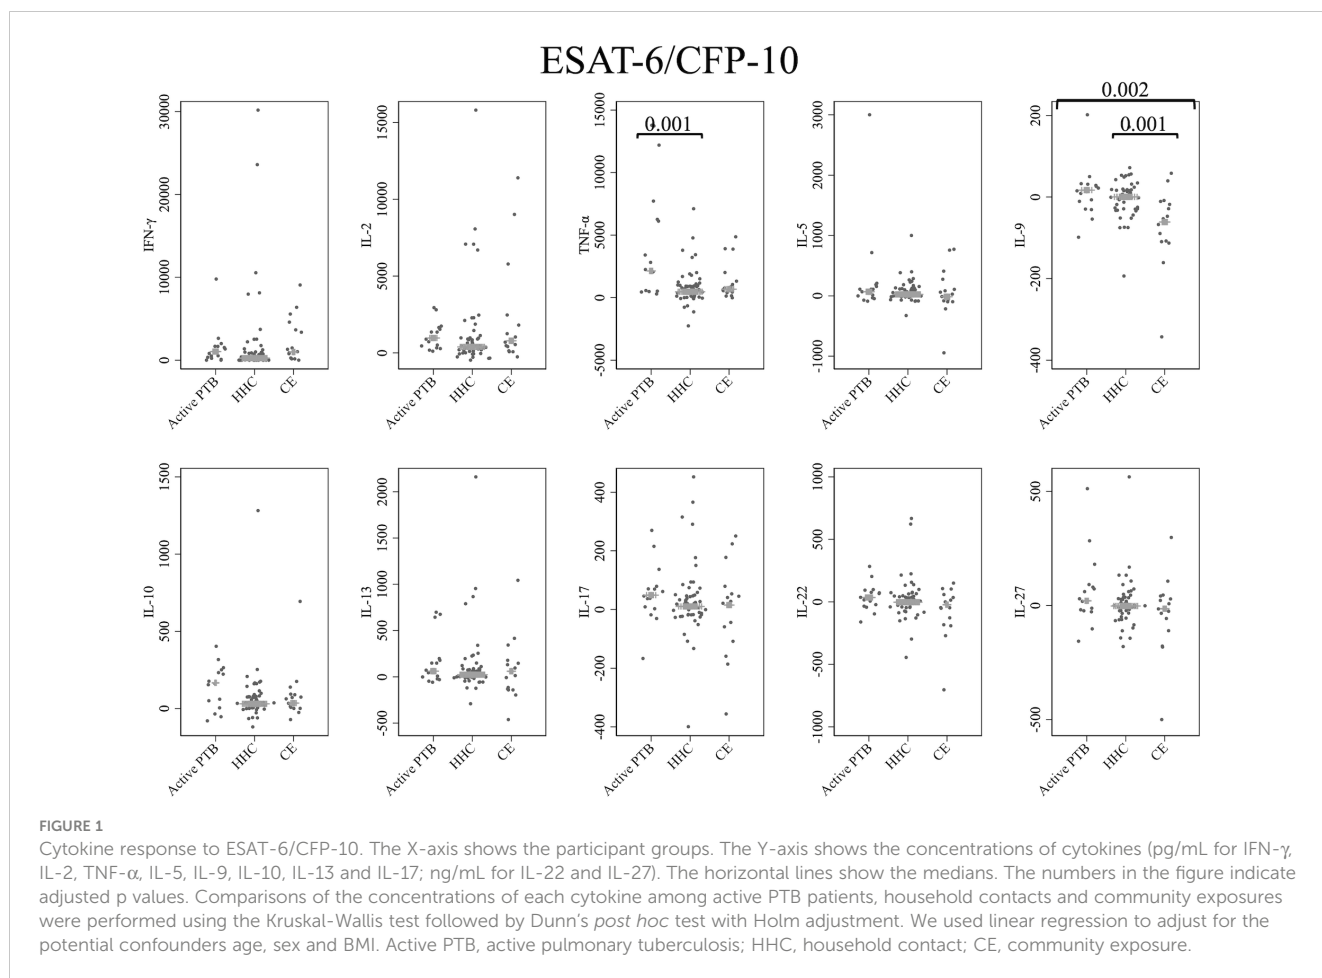 ESAT-6/CFP-10
IFN-γ
0
10000
20000
30000
Active PTB
HHC
CE
IL-2
0
5000
10000
15000
Active PTB
HHC
CE
TNF-α
-5000
0
5000
10000
15000
0.001
Active PTB
HHC
CE
IL-5
-1000
0
1000
2000
3000
Active PTB
HHC
CE
IL-9
-400
-200
0
200
0.002
0.001
Active PTB
HHC
CE
IL-10
0
500
1000
1500
Active PTB
HHC
CE
IL-13
-500
0
500
1000
1500
2000
Active PTB
HHC
CE
IL-17
-400
-200
0
200
400
Active PTB
HHC
CE
IL-22
-1000
-500
0
500
1000
Active PTB
HHC
CE
IL-27
-500
0
500
Active PTB
HHC
CE
FIGURE 1
Cytokine response to ESAT-6/CFP-10. The X-axis shows the participant groups. The Y-axis shows the concentrations of cytokines (pg/mL for IFN-γ,
IL-2, TNF-α, IL-5, IL-9, IL-10, IL-13 and IL-17; ng/mL for IL-22 and IL-27). The horizontal lines show the medians. The numbers in the figure indicate
adjusted p values. Comparisons of the concentrations of each cytokine among active PTB patients, household contacts and community exposures
were performed using the Kruskal-Wallis test followed by Dunn's post hoc test with Holm adjustment. We used linear regression to adjust for the
potential confounders age, sex and BMI. Active PTB, active pulmonary tuberculosis; HHC, household contact; CE, community exposure.